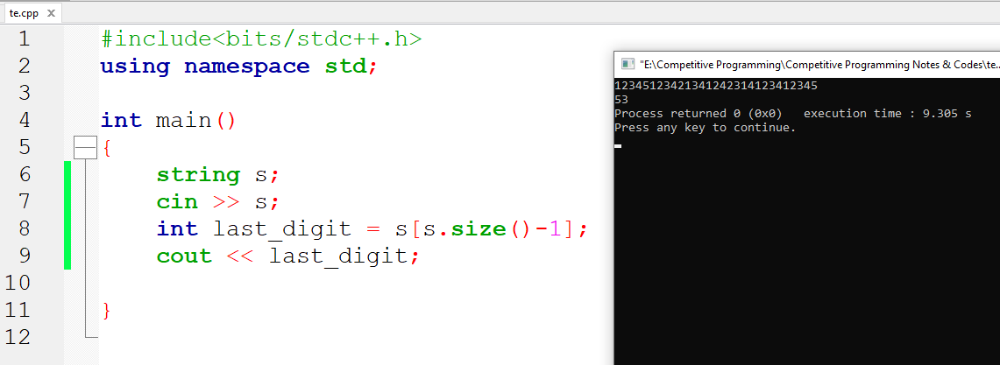 te.cpp X
1 #include<bits/stdc++.h>
2 using namespace std;
3
4 int main()
5 {
6 string s;
7 cin >> s;
8 int last_digit = s[s.size()-1];
9 cout << last_digit;
10
11 }
12
"E:\Competitive Programming\Competitive Programming Notes & Codes\te...
12345123421341242314123412345
53
Process returned 0 (0x0) execution time : 9.305 s
Press any key to continue.